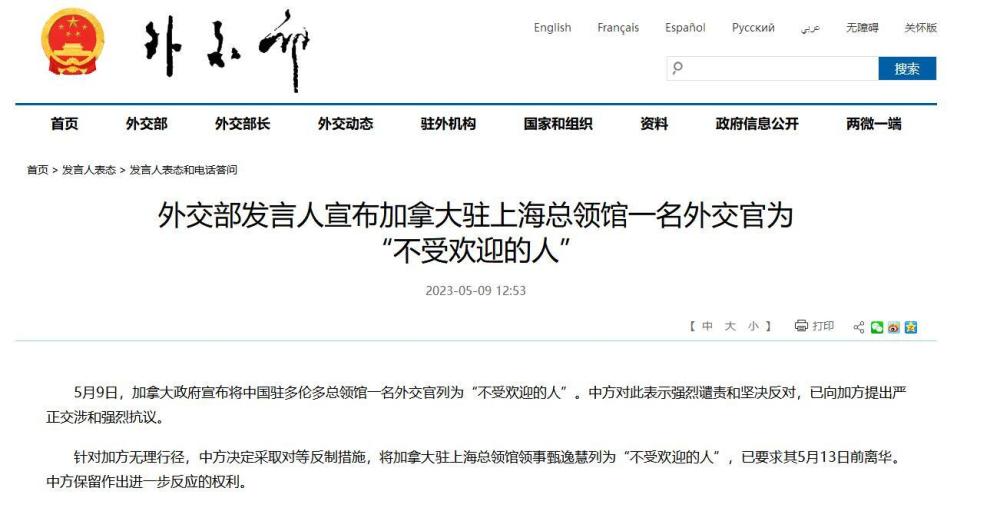 外交部
English Français Español Русский عربي 无障碍 关怀版
搜索
首页 外交部 外交部长 外交动态 驻外机构 国家和组织 资料 政府信息公开 两微一端
首页 > 发言人表态 > 发言人表态和电话答问
外交部发言人宣布加拿大驻上海总领馆一名外交官为
“不受欢迎的人”
2023-05-09 12:53
【 中 大 小 】 打印
5月9日，加拿大政府宣布将中国驻多伦多总领馆一名外交官列为“不受欢迎的人”。中方对此表示强烈谴责和坚决反对，已向加方提出严
正交涉和强烈抗议。
针对加方无理行径，中方决定采取对等反制措施，将加拿大驻上海总领馆领事甄逸慧列为“不受欢迎的人”，已要求其5月13日前离华。
中方保留作出进一步反应的权利。